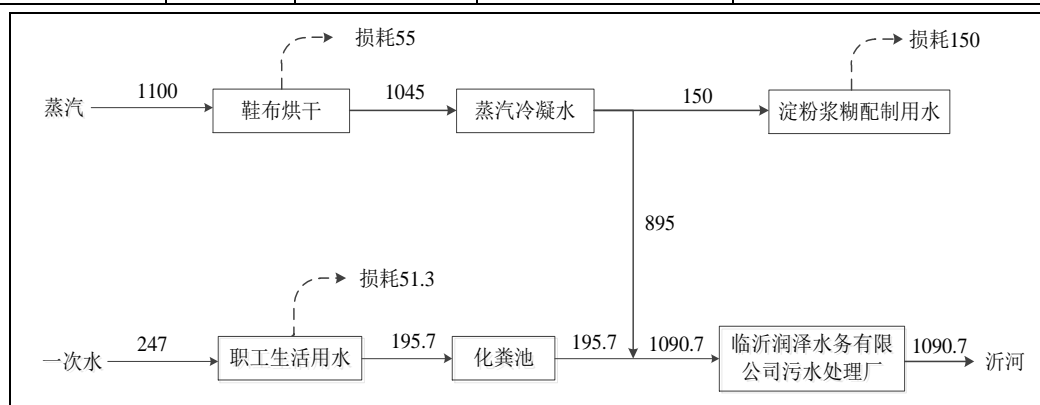 损耗55
损耗150
蒸汽
1100
鞋布烘干
1045
蒸汽冷凝水
150
淀粉浆糊配制用水
895
损耗51.3
一次水
247
职工生活用水
195.7
化粪池
195.7
1090.7
临沂润泽水务有限
公司污水处理厂
1090.7
沂河